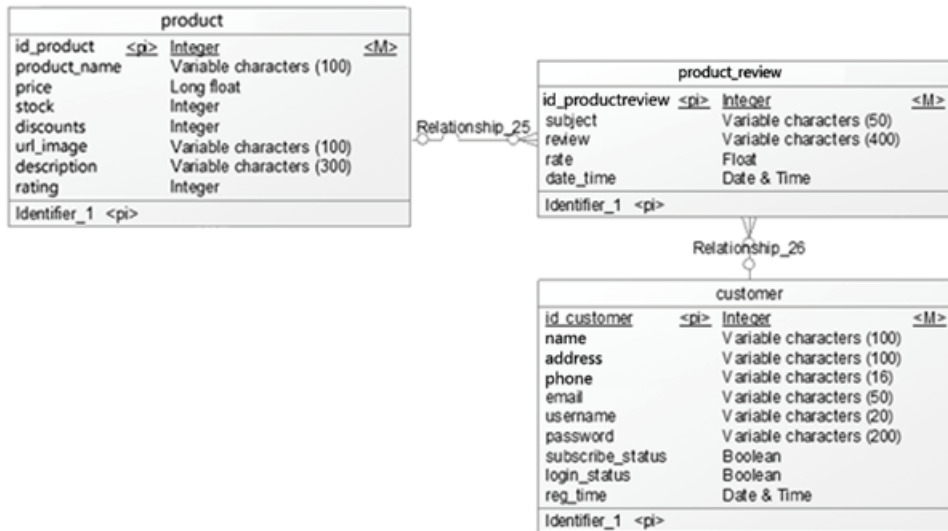 product
id_product <pi> Integer <M>
product_name Variable characters (100)
price Long float
stock Integer
discounts Integer
url_image Variable characters (100)
description Variable characters (300)
rating Integer
Identifier_1 <pi>
Relationship_25
product_review
id_productreview <pi> Integer <M>
subject Variable characters (50)
review Variable characters (400)
rate Float
date_time Date & Time
Identifier_1 <pi>
Relationship_26
customer
id_customer <pi> Integer <M>
name Variable characters (100)
address Variable characters (100)
phone Variable characters (16)
email Variable characters (50)
username Variable characters (20)
password Variable characters (200)
subscribe_status Boolean
login_status Boolean
reg_time Date & Time
Identifier_1 <pi>